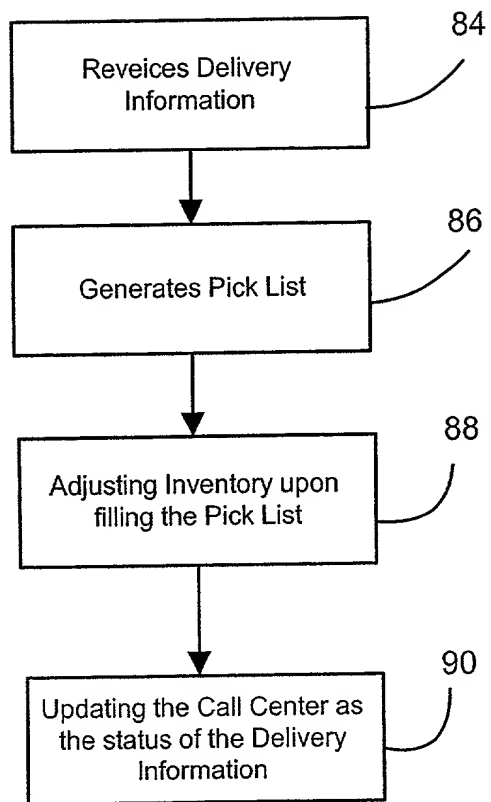 84
Reveices Delivery
Information
86
Generates Pick List
88
Adjusting Inventory upon
filling the Pick List
90
Updating the Call Center as
the status of the Delivery
Information